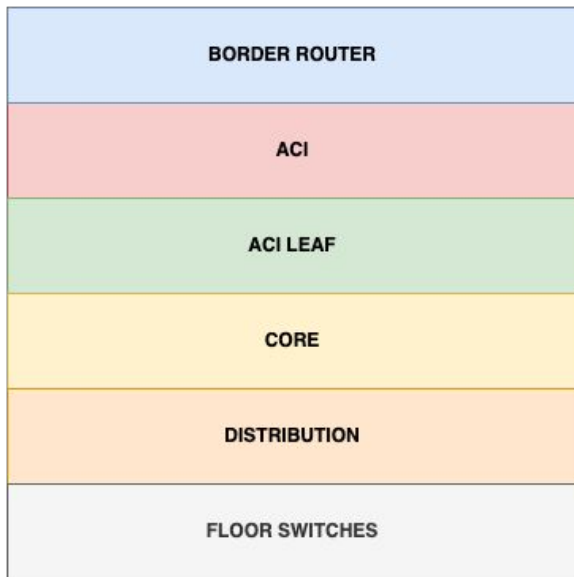 BORDER ROUTER
ACI
ACI LEAF
CORE
DISTRIBUTION
FLOOR SWITCHES